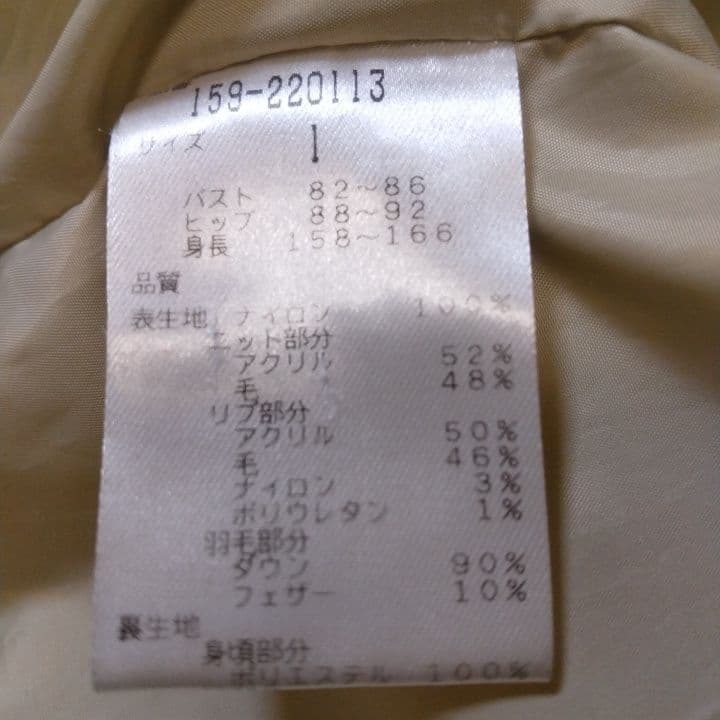 159-220113
サイズ 1
バスト 82～86
ヒップ 88～92
身長 158～166
品質
表生地 ナイロン 100%
ニット部分
アクリル 52%
毛 48%
リブ部分
アクリル 50%
毛 46%
ナイロン 3%
ポリウレタン 1%
羽毛部分
ダウン 90%
フェザー 10%
裏生地
身頃部分
ポリエステル 100%